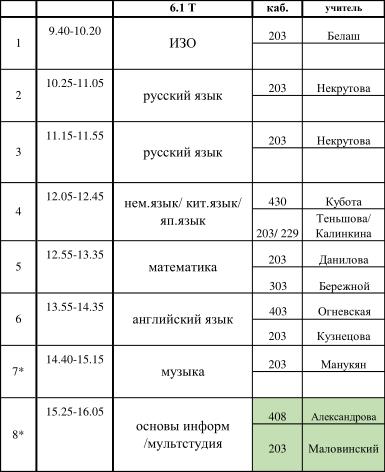 6.1 Т каб. учитель
1 9.40-10.20 ИЗО 203 Белаш
2 10.25-11.05 русский язык 203 Некрутова
3 11.15-11.55 русский язык 203 Некрутова
4 12.05-12.45 нем.язык/ кит.язык/ 430 Кубота
яп.язык 203/ 229 Теньшова/
Калинкина
5 12.55-13.35 математика 203 Данилова
303 Бережной
6 13.55-14.35 английский язык 403 Огневская
203 Кузнецова
7* 14.40-15.15 музыка 203 Манукян
8* 15.25-16.05 основы информ 408 Александрова
/мультстудия 203 Маловинский